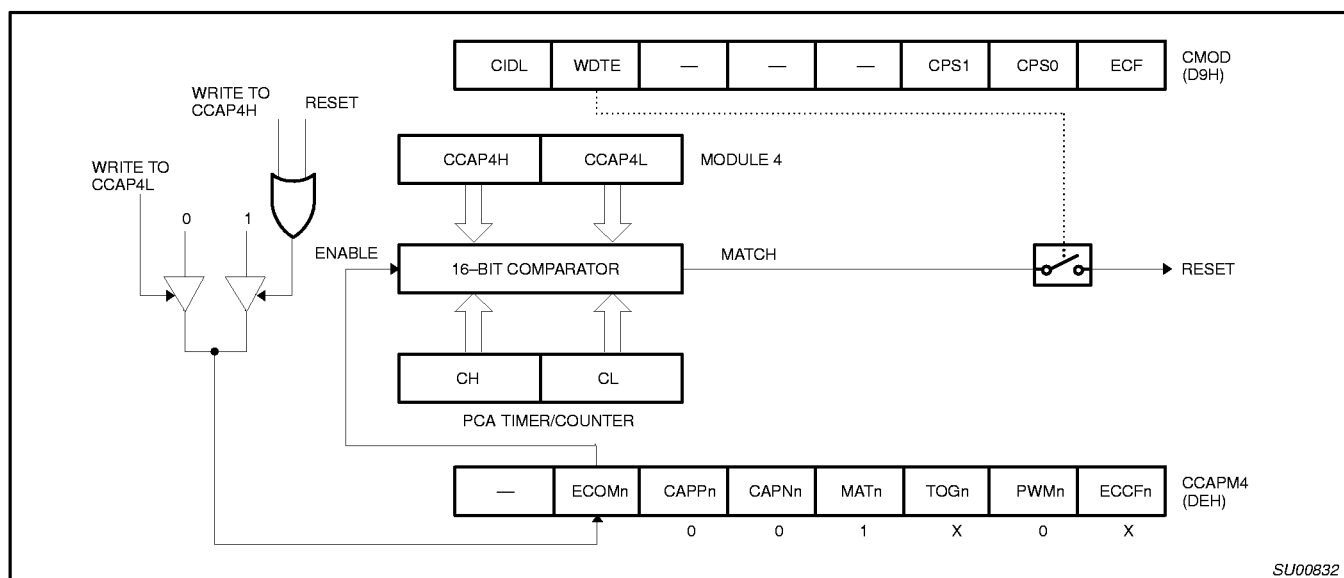 CIDL WDTE — — — CPS1 CPS0 ECF
CMOD
(D9H)
WRITE TO
CCAP4H
RESET
WRITE TO
CCAP4L
0 1
CCAP4H CCAP4L
MODULE 4
ENABLE
16–BIT COMPARATOR
MATCH
RESET
CH CL
PCA TIMER/COUNTER
— ECOMn CAPPn CAPNn MATn TOGn PWMn ECCFn
CCAPM4
(DEH)
0 0 1 X 0 X
SU00832